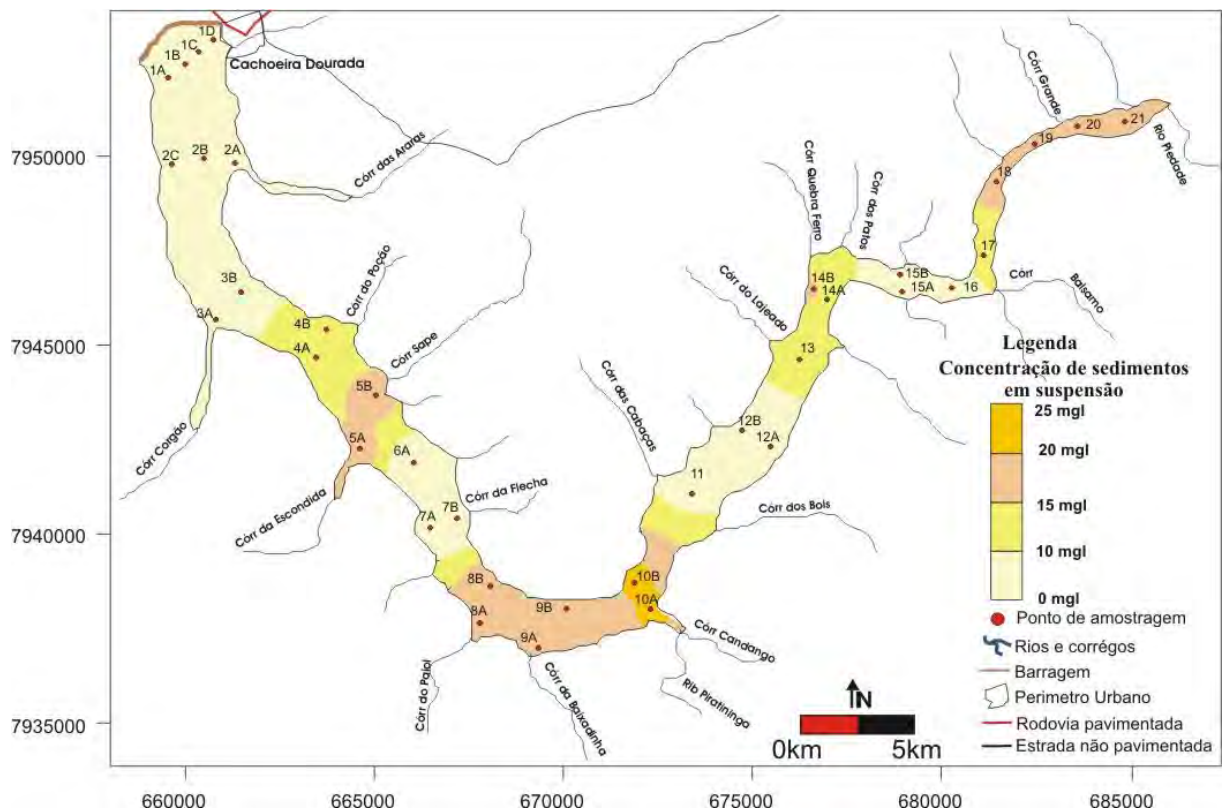 1D
1C
1B
1A
Cachoeira Dourada
Córr das Araras
2C
2B
2A
3B
3A
Córr Corgão
4B
4A
Córr do Poção
5B
Córr Sape
5A
Córr da Escondida
6A
7A
7B
Córr da Flecha
8B
8A
Córr do Paiol
9B
9A
Córr da Baixadinha
10B
10A
Córr Candango
Rib Piratininga
Córr dos Bois
11
Córr das Cabaças
12B
12A
13
Córr do Lajeado
14B
14A
Córr Quebra Ferro
Córr dos Patos
15B
15A
16
Córr
Balsamo
17
18
19
20
21
Córr Grande
Rio Piedade
7950000
7945000
7940000
7935000
660000
665000
670000
675000
680000
685000
N
0km
5km
Legenda
Concentração de sedimentos
em suspensão
25 mgl
20 mgl
15 mgl
10 mgl
0 mgl
Ponto de amostragem
Rios e corrégos
Barragem
Perimetro Urbano
Rodovia pavimentada
Estrada não pavimentada